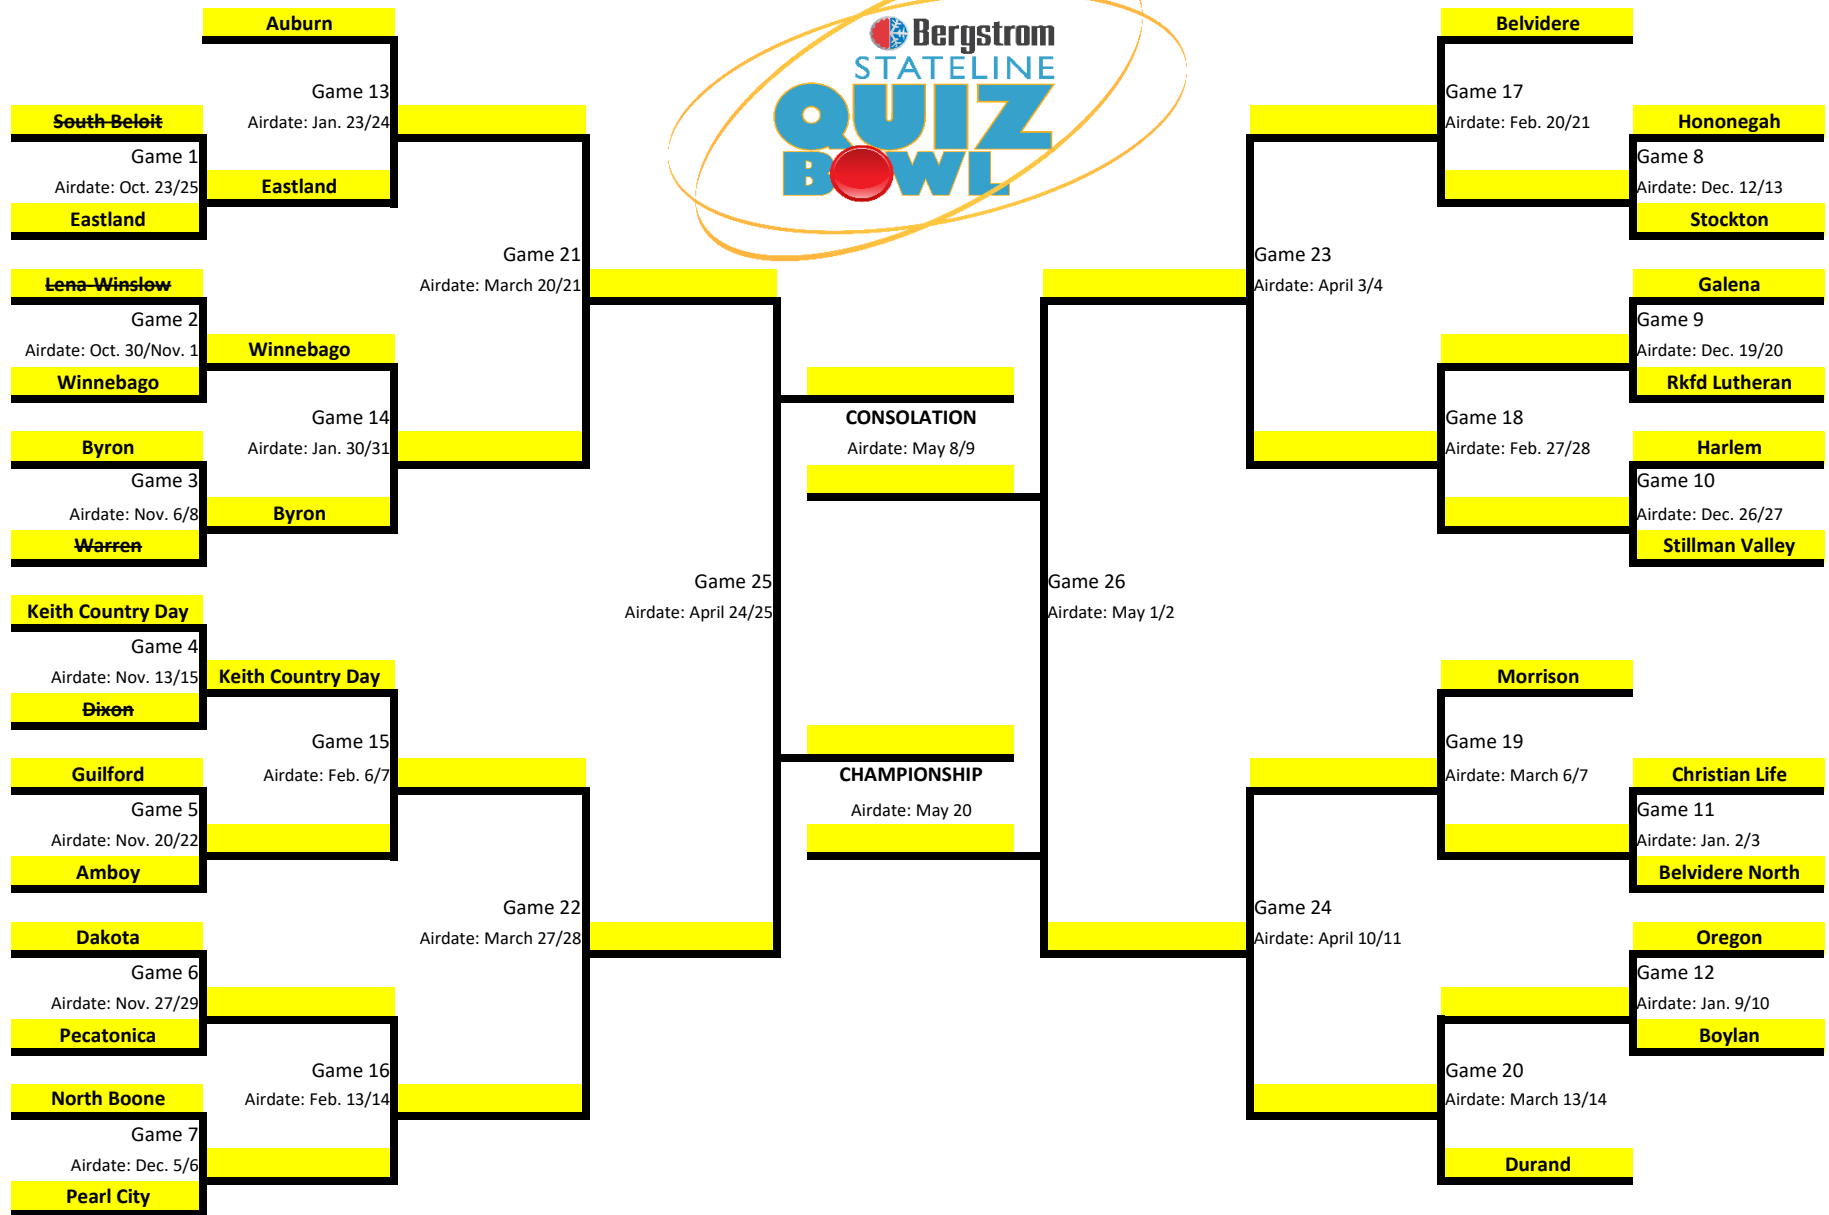 Bergstrom
STATELINE
QUIZ
BOWL
Auburn
Game 13
Airdate: Jan. 23/24
South Beloit
Game 1
Airdate: Oct. 23/25
Eastland
Eastland
Game 21
Airdate: March 20/21
Lena-Winslow
Game 2
Airdate: Oct. 30/Nov. 1
Winnebago
Winnebago
Game 14
Airdate: Jan. 30/31
Byron
Game 3
Airdate: Nov. 6/8
Byron
Warren
Game 25
Airdate: April 24/25
Keith Country Day
Game 4
Airdate: Nov. 13/15
Keith Country Day
Dixon
Game 15
Airdate: Feb. 6/7
Guilford
Game 5
Airdate: Nov. 20/22
Amboy
Game 22
Airdate: March 27/28
Dakota
Game 6
Airdate: Nov. 27/29
Pecatonica
Game 16
Airdate: Feb. 13/14
North Boone
Game 7
Airdate: Dec. 5/6
Pearl City
CONSOLATION
Airdate: May 8/9
CHAMPIONSHIP
Airdate: May 20
Belvidere
Game 17
Airdate: Feb. 20/21
Hononegah
Game 8
Airdate: Dec. 12/13
Stockton
Game 23
Airdate: April 3/4
Galena
Game 9
Airdate: Dec. 19/20
Rkfd Lutheran
Game 18
Airdate: Feb. 27/28
Harlem
Game 10
Airdate: Dec. 26/27
Stillman Valley
Game 26
Airdate: May 1/2
Morrison
Game 19
Airdate: March 6/7
Christian Life
Game 11
Airdate: Jan. 2/3
Belvidere North
Game 24
Airdate: April 10/11
Oregon
Game 12
Airdate: Jan. 9/10
Boylan
Game 20
Airdate: March 13/14
Durand